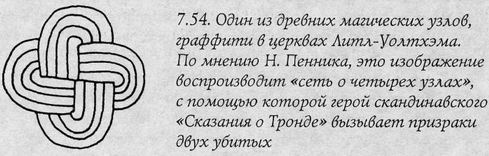 7.54. Один из древних магических узлов,
граффити в церквах Литл-Уолтхэма.
По мнению Н. Пенника, это изображение
воспроизводит «сеть о четырех узлах»,
с помощью которой герой скандинавского
«Сказания о Тронде» вызывает призраки
двух убитых